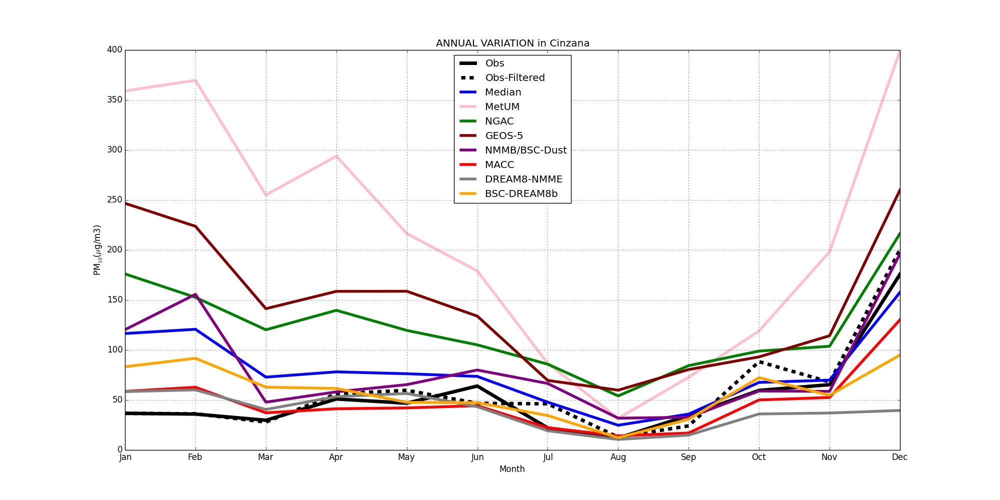 ANNUAL VARIATION in Cinzana
400
350
300
250
200
150
100
50
0
PM10(μg/m3)
Obs
Obs-Filtered
Median
MetUM
NGAC
GEOS-5
NMMB/BSC-Dust
MACC
DREAM8-NMME
BSC-DREAM8b
Jan Feb Mar Apr May Jun Jul Aug Sep Oct Nov Dec
Month